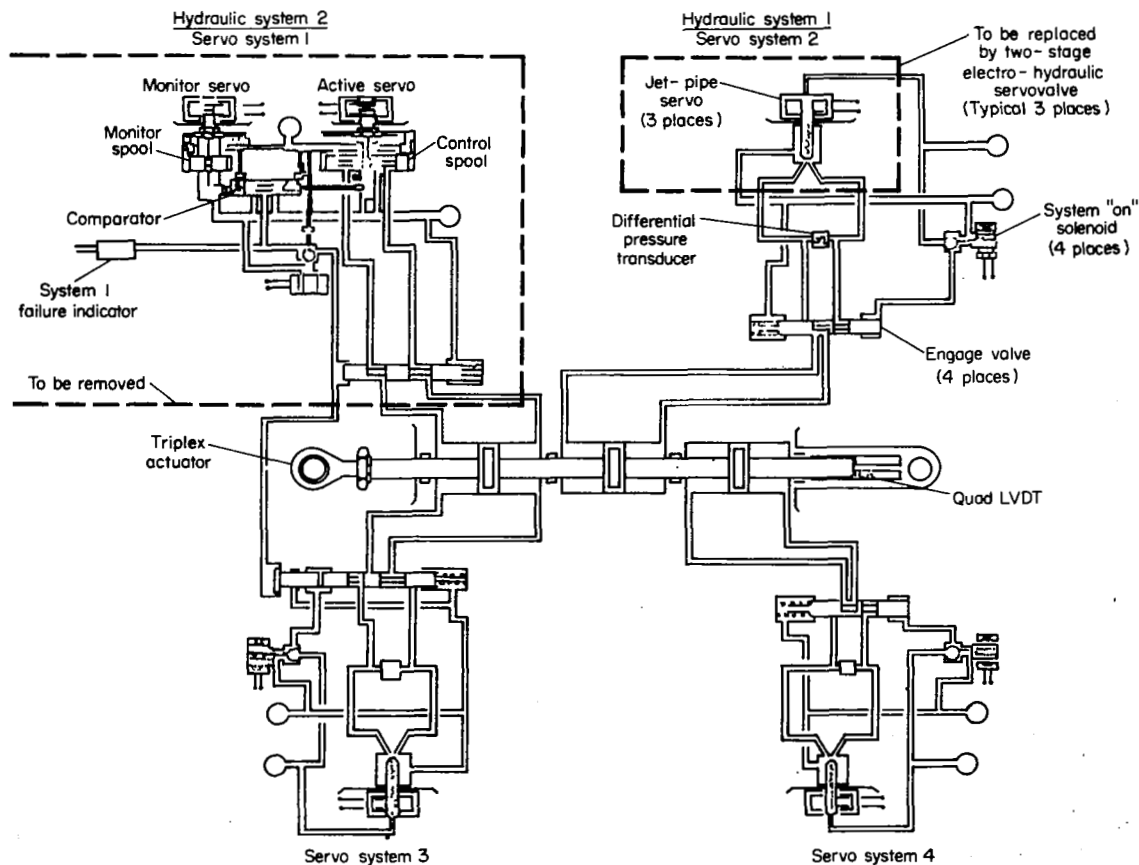 Hydraulic system 2
Servo system 1
Hydraulic system 1
Servo system 2
To be replaced
by two-stage
electro-hydraulic
servovalve
(Typical 3 places)
Monitor servo
Active servo
Jet-pipe
servo
(3 places)
Monitor
spool
Control
spool
Comparator
Differential
pressure
transducer
System "on"
solenoid
(4 places)
System 1
failure indicator
Engage valve
(4 places)
To be removed
Triplex
actuator
Quad LVDT
Servo system 3
Servo system 4